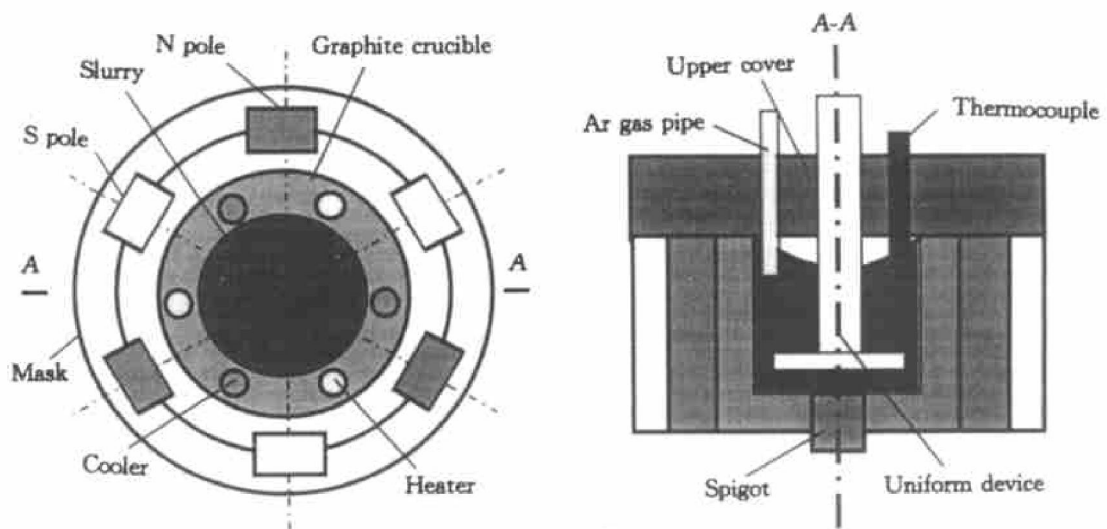 N pole
Graphite crucible
Slurry
S pole
A
A
Mask
Cooler
Heater
A-A
Upper cover
Ar gas pipe
Thermocouple
Spigot
Uniform device